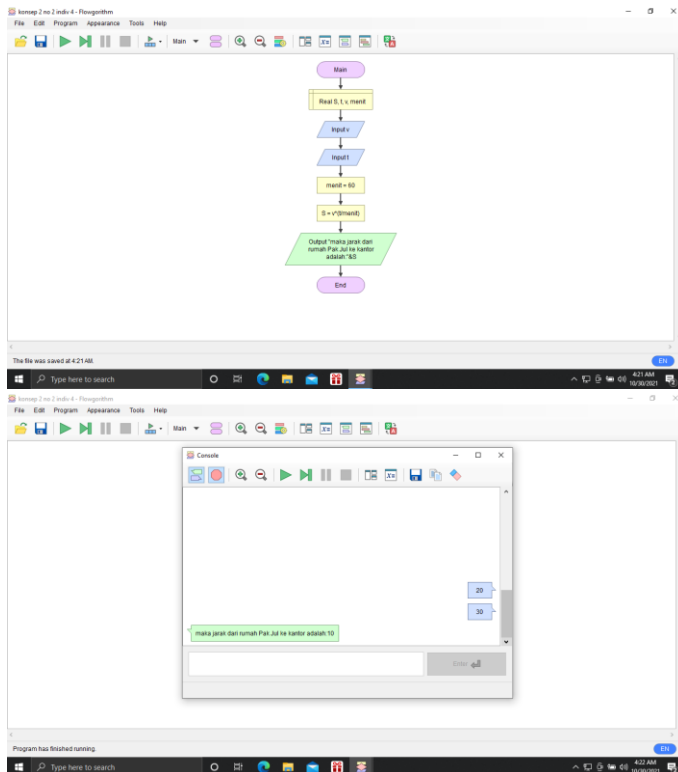 konsep 2 no 2 indiv 4 - Flowgorithm
File Edit Program Appearance Tools Help
Main
Main
Real S, t, v, menit
Input v
Input t
menit = 60
S = v*(t/menit)
Output "maka jarak dari
rumah Pak Jul ke kantor
adalah:"&S
End
The file was saved at 4:21 AM.
EN
Type here to search
4:21 AM
10/30/2021
2
konsep 2 no 2 indiv 4 - Flowgorithm
File Edit Program Appearance Tools Help
Main
Console
20
30
maka jarak dari rumah Pak Jul ke kantor adalah:10
Enter
Program has finished running.
EN
Type here to search
4:22 AM
10/30/2021